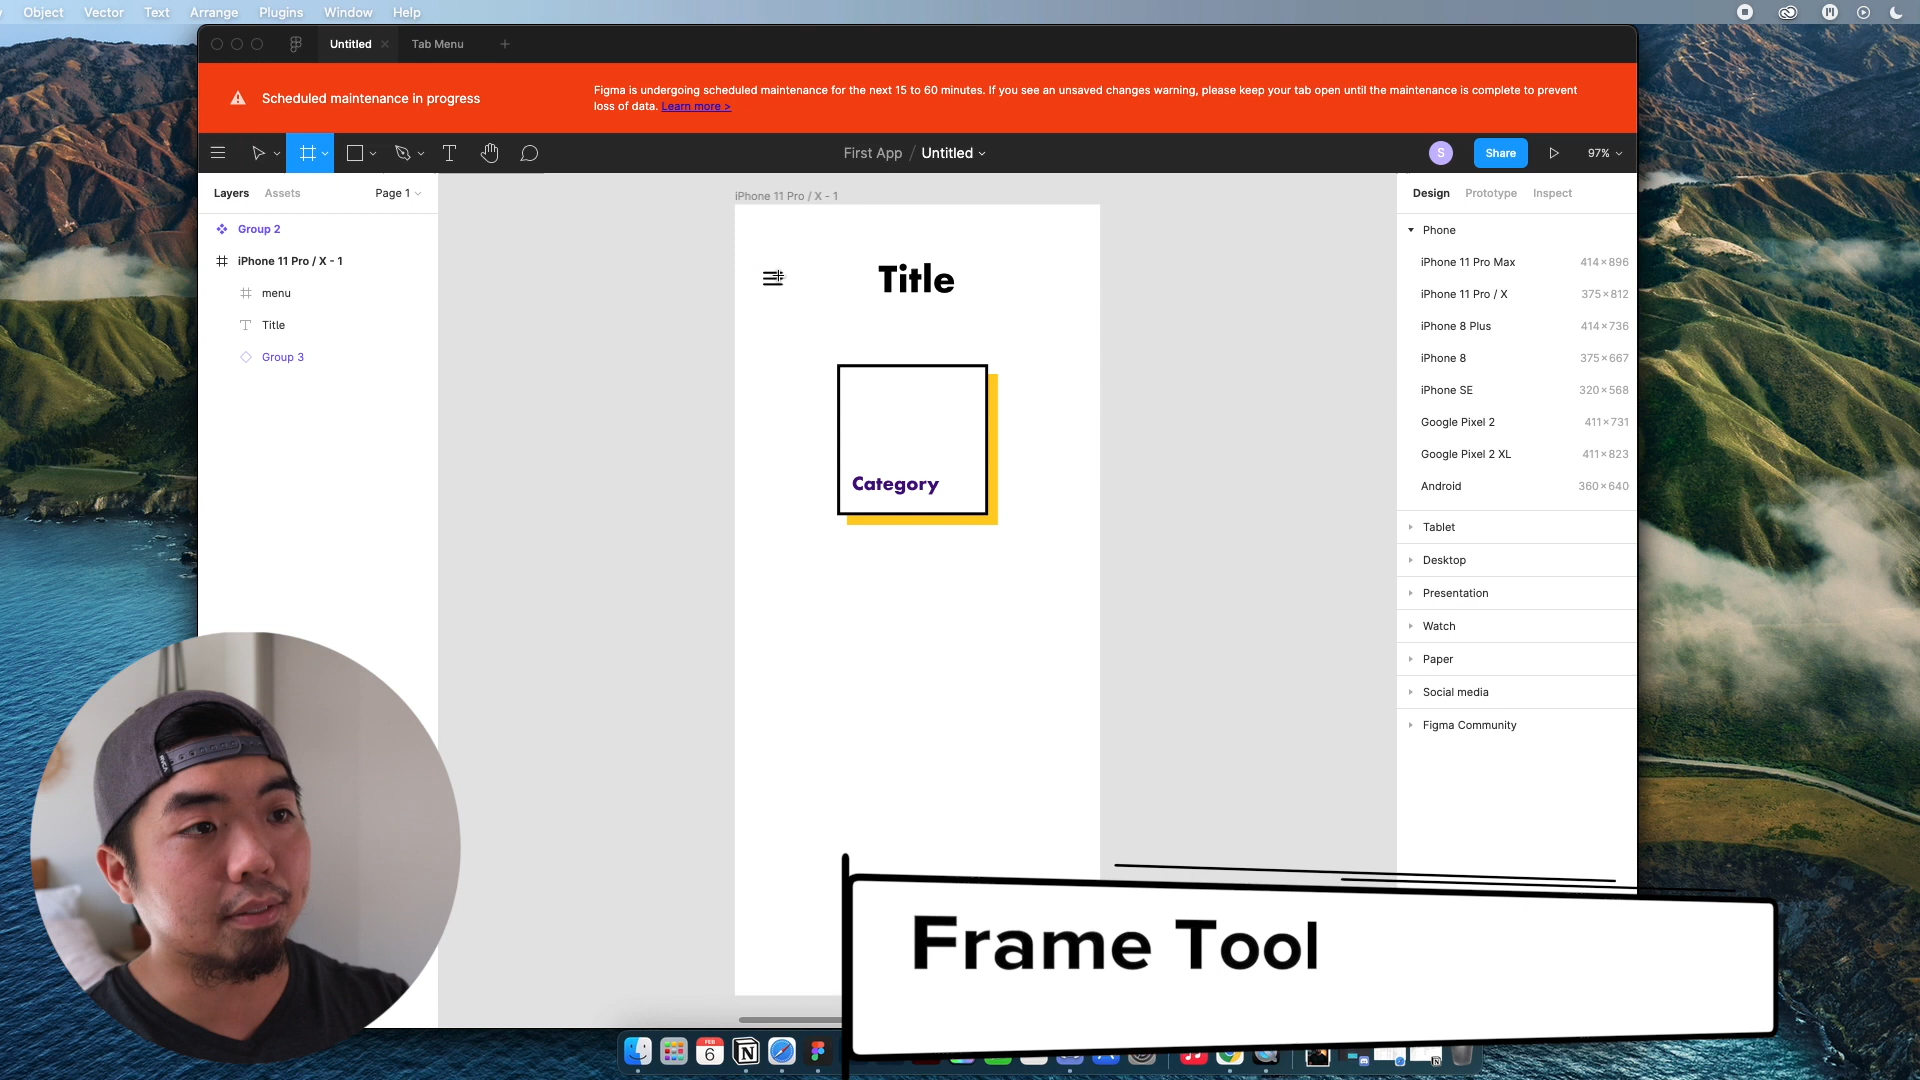 Object Vector Text Arrange Plugins Window Help
Untitled Tab Menu
Scheduled maintenance in progress
Figma is undergoing scheduled maintenance for the next 15 to 60 minutes. If you see an unsaved changes warning, please keep your tab open until the maintenance is complete to prevent
loss of data. Learn more >
First App / Untitled
S
Share
97%
Layers Assets Page 1
Group 2
iPhone 11 Pro / X - 1
menu
Title
Group 3
iPhone 11 Pro / X - 1
Title
Category
Design Prototype Inspect
Phone
iPhone 11 Pro Max 414×896
iPhone 11 Pro / X 375×812
iPhone 8 Plus 414×736
iPhone 8 375×667
iPhone SE 320×568
Google Pixel 2 411×731
Google Pixel 2 XL 411×823
Android 360×640
Tablet
Desktop
Presentation
Watch
Paper
Social media
Figma Community
RVCA
Frame Tool
FEB
6